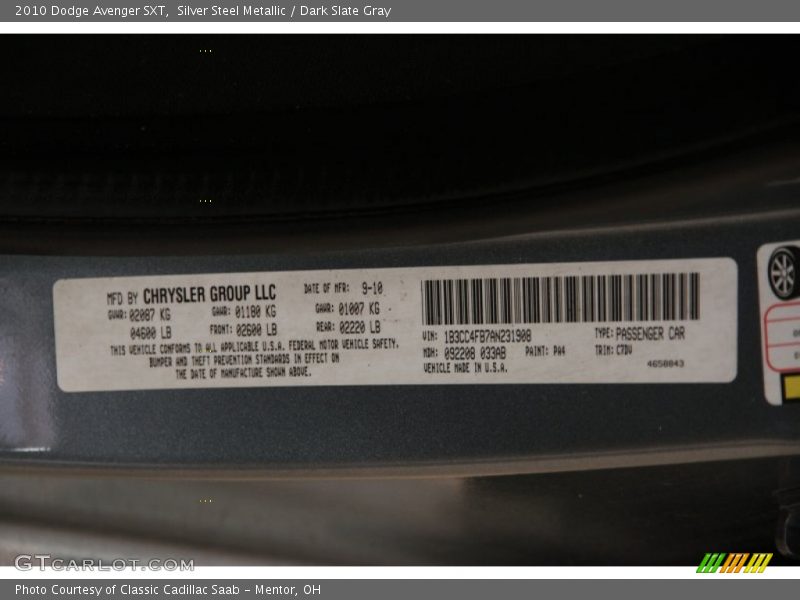 2010 Dodge Avenger SXT, Silver Steel Metallic / Dark Slate Gray
MFD BY CHRYSLER GROUP LLC
DATE OF MFR: 9-10
GVWR: 02087 KG
GAWR: 01180 KG
GAWR: 01007 KG
04600 LB
FRONT: 02600 LB
REAR: 02220 LB
THIS VEHICLE CONFORMS TO ALL APPLICABLE U.S.A. FEDERAL MOTOR VEHICLE SAFETY,
BUMPER AND THEFT PREVENTION STANDARDS IN EFFECT ON
THE DATE OF MANUFACTURE SHOWN ABOVE.
VIN: 1B3CC4FB7AN231908
TYPE: PASSENGER CAR
MDH: 092208 033AB
PAINT: PA4
TRIM: C7DV
VEHICLE MADE IN U.S.A.
4658843
GTCARLOT.COM
Photo Courtesy of Classic Cadillac Saab - Mentor, OH